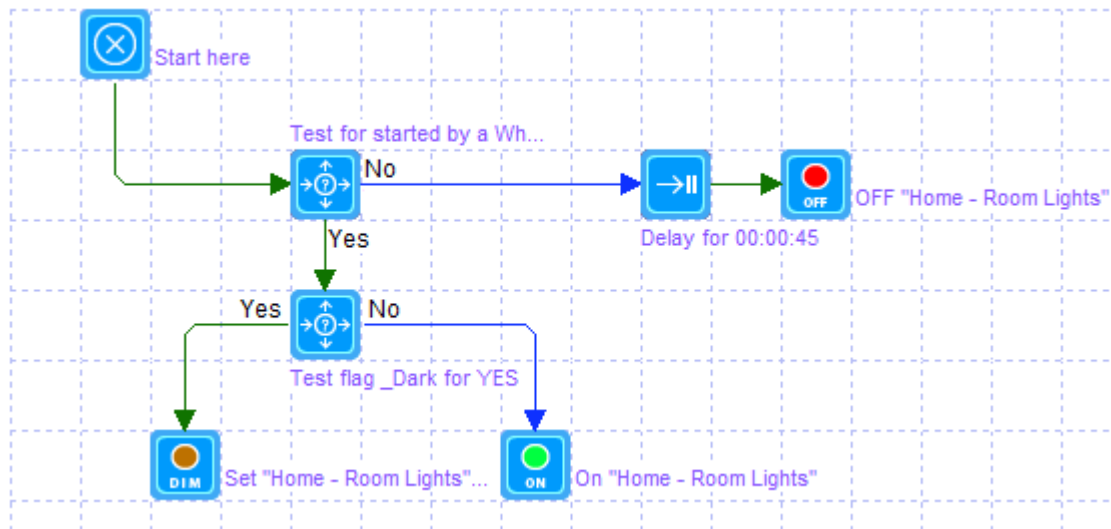 Start here
Test for started by a Wh...
No
OFF
OFF "Home - Room Lights"
Delay for 00:00:45
Yes
Yes
No
Test flag _Dark for YES
DIM
Set "Home - Room Lights"...
ON
On "Home - Room Lights"